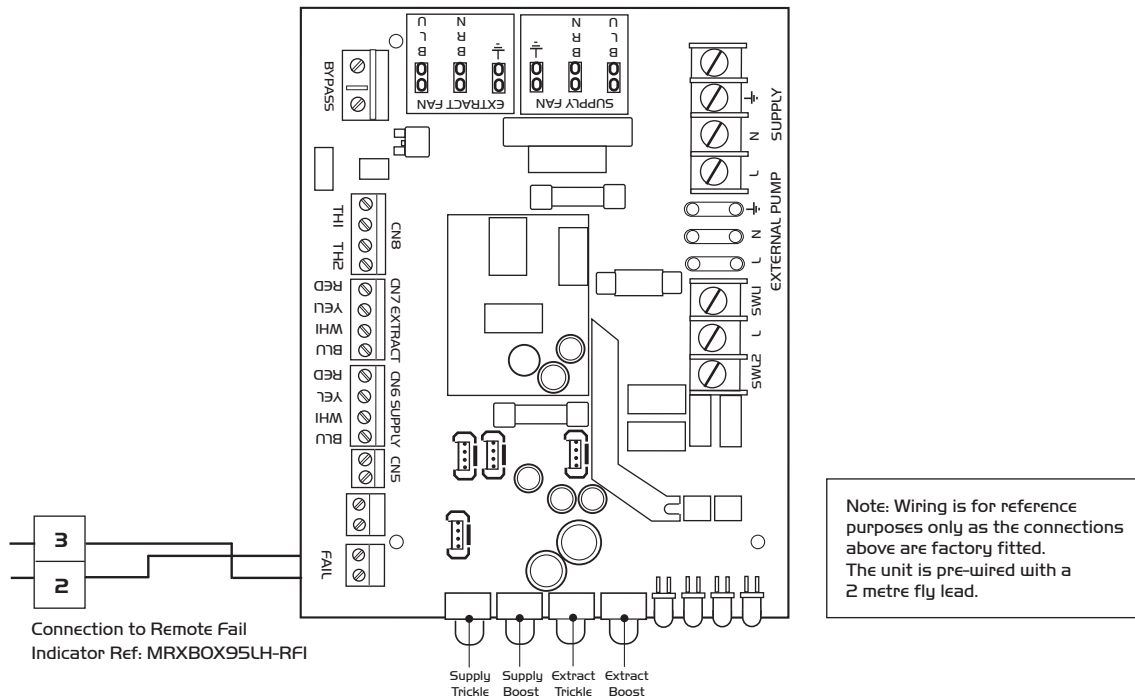 U L B
N R B
EXTRACT FAN
N R B
U L B
SUPPLY FAN
BYPASS
SUPPLY
N
L
EXTERNAL PUMP
N
L
SW1
L
SWL2
TH1
TH2
CN8
RED
YEL1
WHI
BLU
CN7 EXTRACT
RED
YEL
WHI
BLU
CN6 SUPPLY
CN5
FAIL
3
2
Connection to Remote Fail
Indicator Ref: MRXBOX95LH-RFI
Supply
Trickle
Supply
Boost
Extract
Trickle
Extract
Boost
Note: Wiring is for reference
purposes only as the connections
above are factory fitted.
The unit is pre-wired with a
2 metre fly lead.